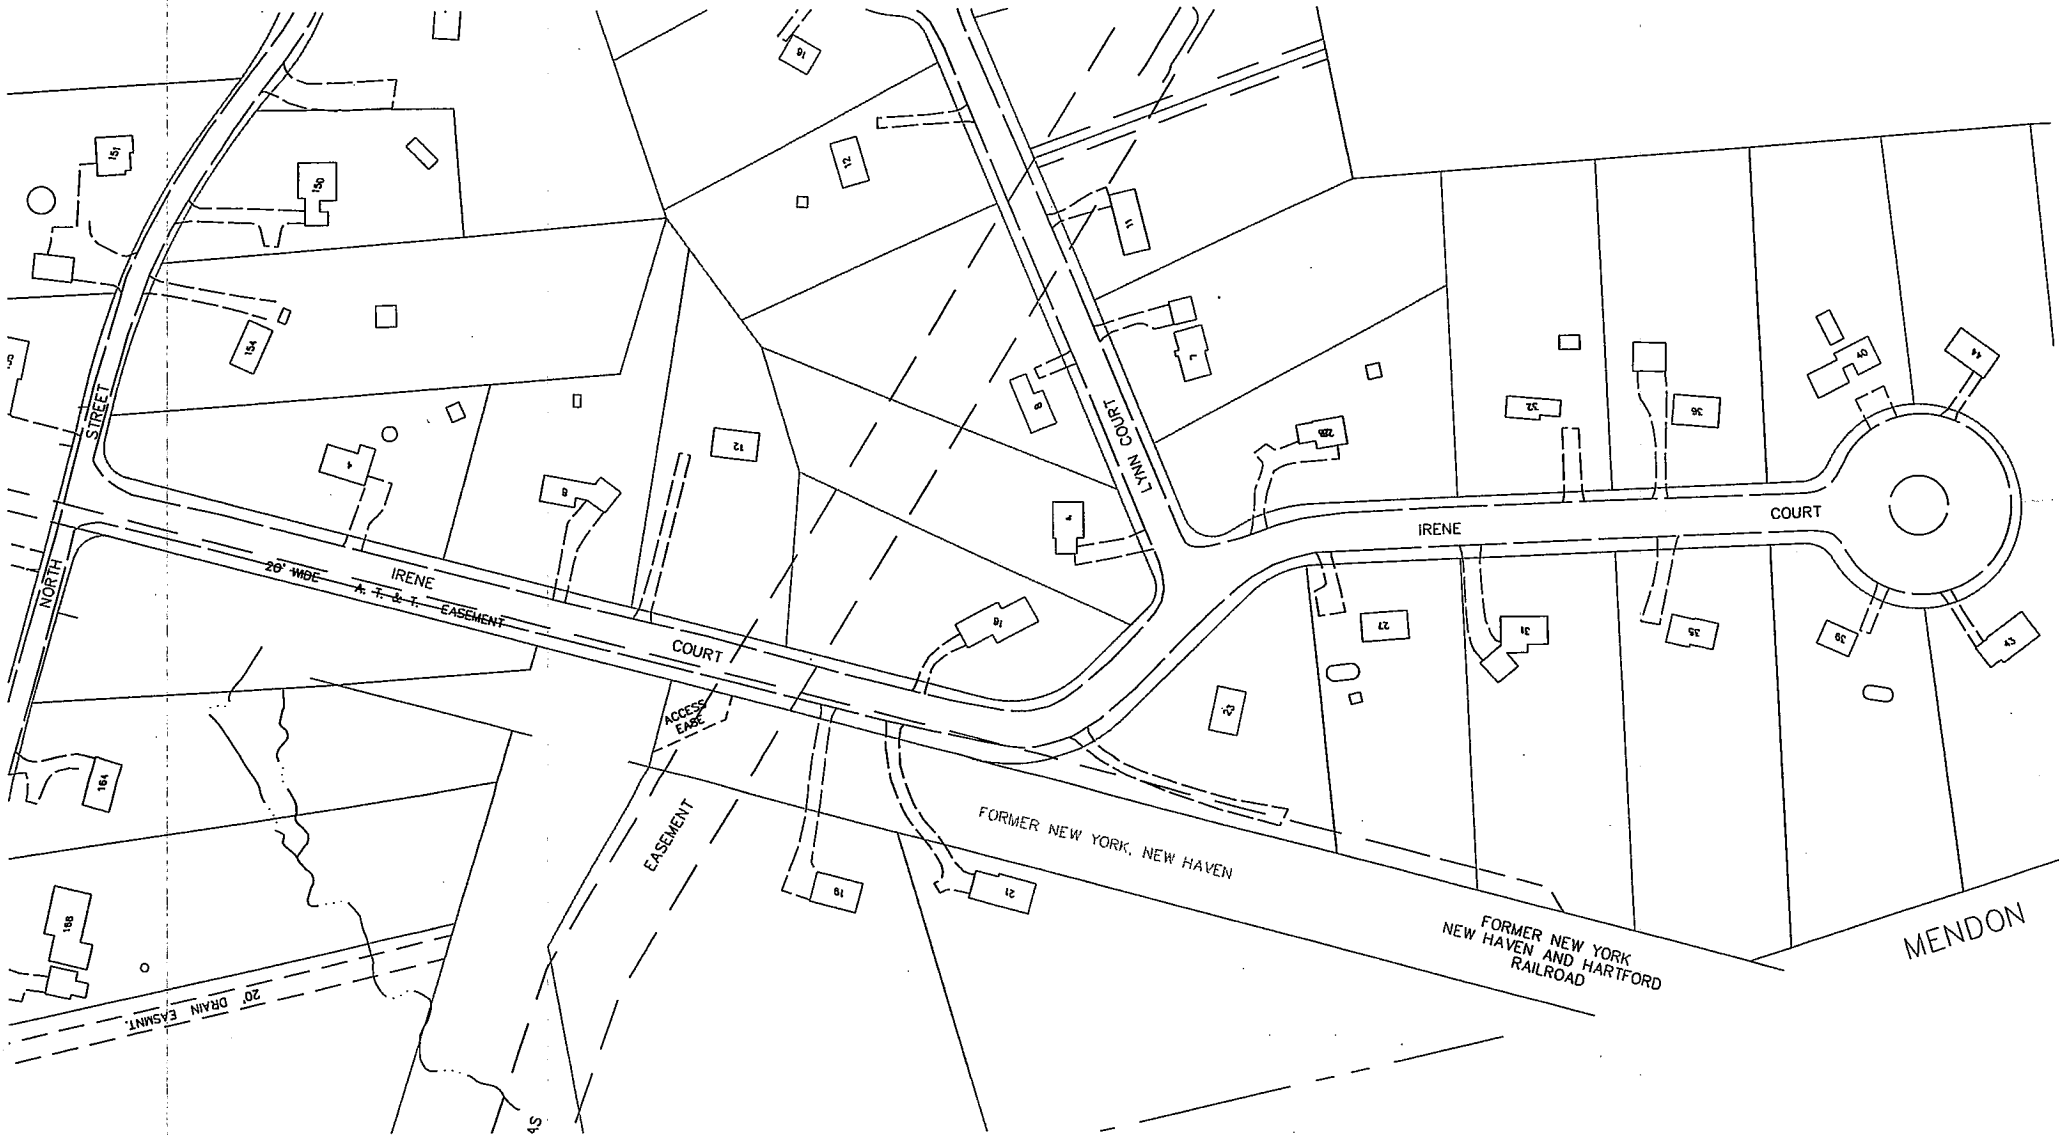 16
151
150
12
11
154
STREET
7
8
LYNN COURT
40
44
32
36
28B
4
8
12
4
IRENE
COURT
NORTH
IRENE
20' WIDE
A. T. & T. EASEMENT
COURT
16
27
31
35
39
43
23
ACCESS
EASE
164
EASEMENT
FORMER NEW YORK, NEW HAVEN
19
21
168
FORMER NEW YORK
NEW HAVEN AND HARTFORD
RAILROAD
MENDON
20' DRAIN EASMNT.
AS